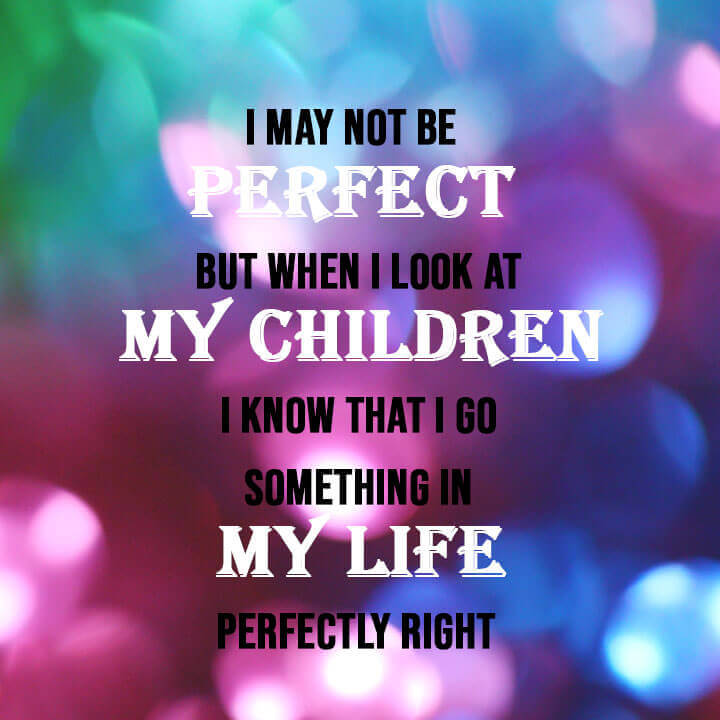 I MAY NOT BE
PERFECT
BUT WHEN I LOOK AT
MY CHILDREN
I KNOW THAT I GO
SOMETHING IN
MY LIFE
PERFECTLY RIGHT